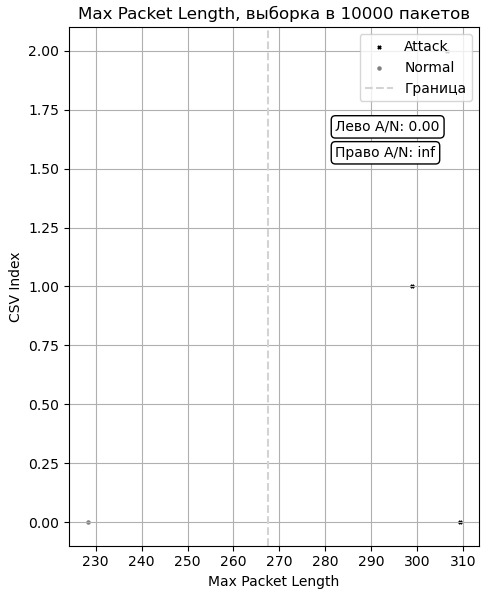 Max Packet Length, выборка в 10000 пакетов
Attack
Normal
Граница
Лево A/N: 0.00
Право A/N: inf
CSV Index
2.00
1.75
1.50
1.25
1.00
0.75
0.50
0.25
0.00
230 240 250 260 270 280 290 300 310
Max Packet Length